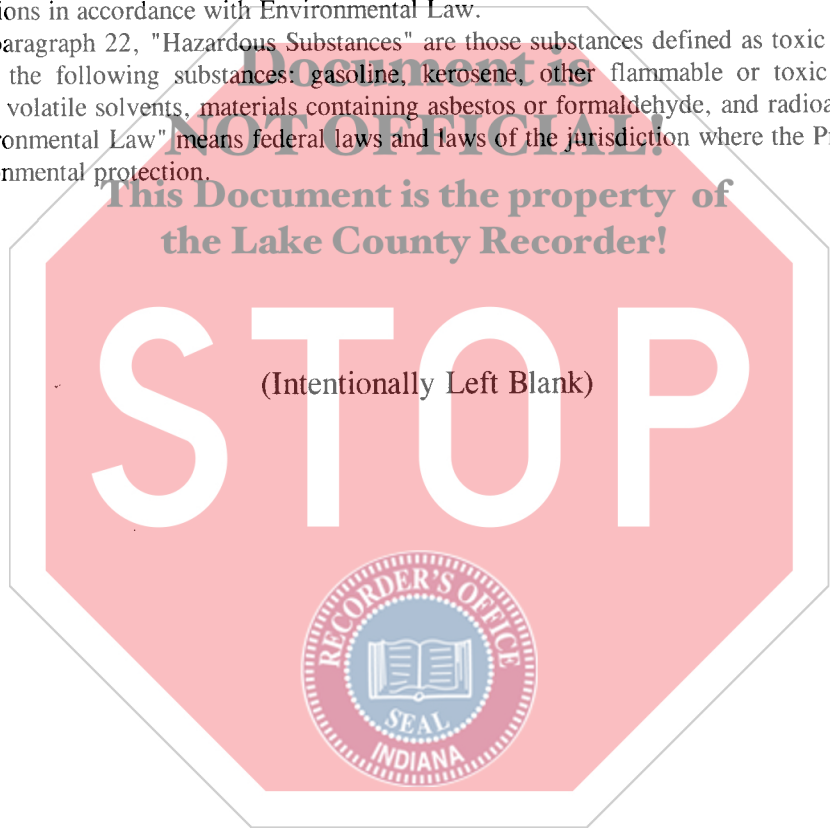 ions in accordance with Environmental Law.
paragraph 22, "Hazardous Substances" are those substances defined as toxic
the following substances: gasoline, kerosene, other flammable or toxic
volatile solvents, materials containing asbestos or formaldehyde, and radioa
ronmental Law" means federal laws and laws of the jurisdiction where the P
nmental protection.
Document is
NOT OFFICIAL!
This Document is the property of
the Lake County Recorder!
STOP
(Intentionally Left Blank)
RECORDER'S OFFICE
SEAL
INDIANA